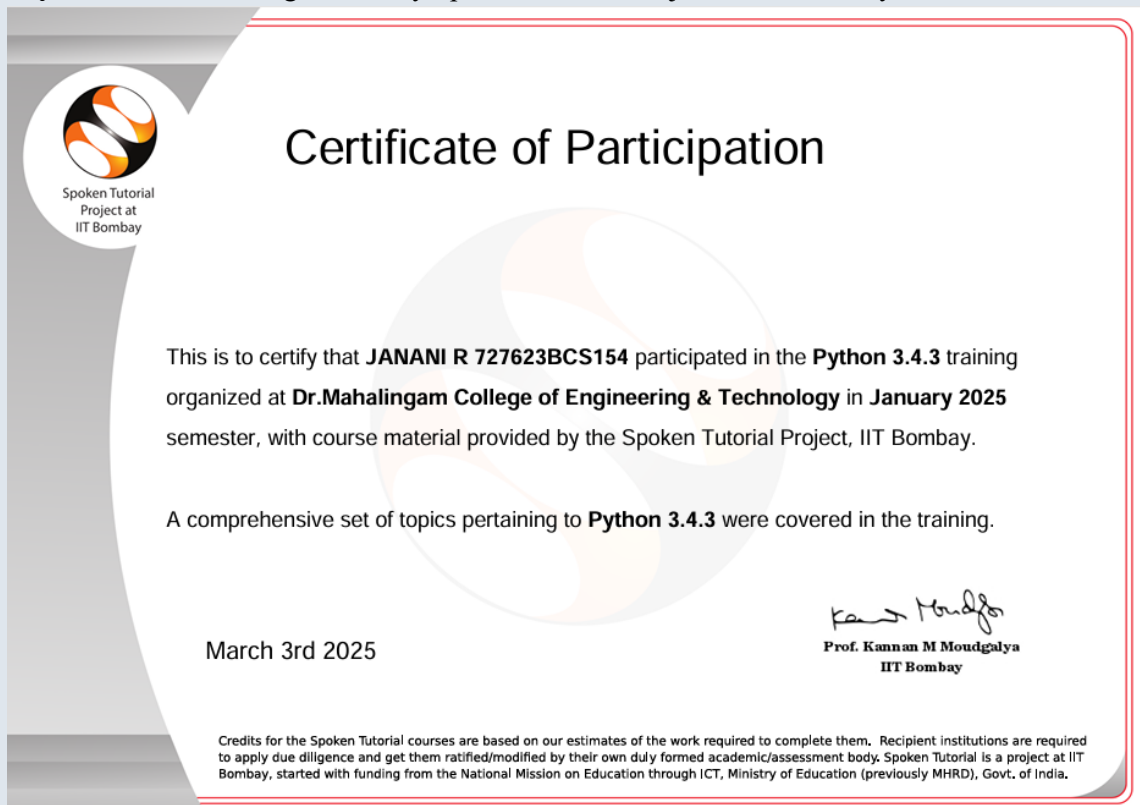 Spoken Tutorial
Project at
IIT Bombay
Certificate of Participation
This is to certify that JANANI R 727623BCS154 participated in the Python 3.4.3 training
organized at Dr.Mahalingam College of Engineering & Technology in January 2025
semester, with course material provided by the Spoken Tutorial Project, IIT Bombay.
A comprehensive set of topics pertaining to Python 3.4.3 were covered in the training.
March 3rd 2025
Prof. Kannan M Moudgalya
IIT Bombay
Credits for the Spoken Tutorial courses are based on our estimates of the work required to complete them. Recipient institutions are required
to apply due diligence and get them ratified/modified by their own duly formed academic/assessment body. Spoken Tutorial is a project at IIT
Bombay, started with funding from the National Mission on Education through ICT, Ministry of Education (previously MHRD), Govt. of India.